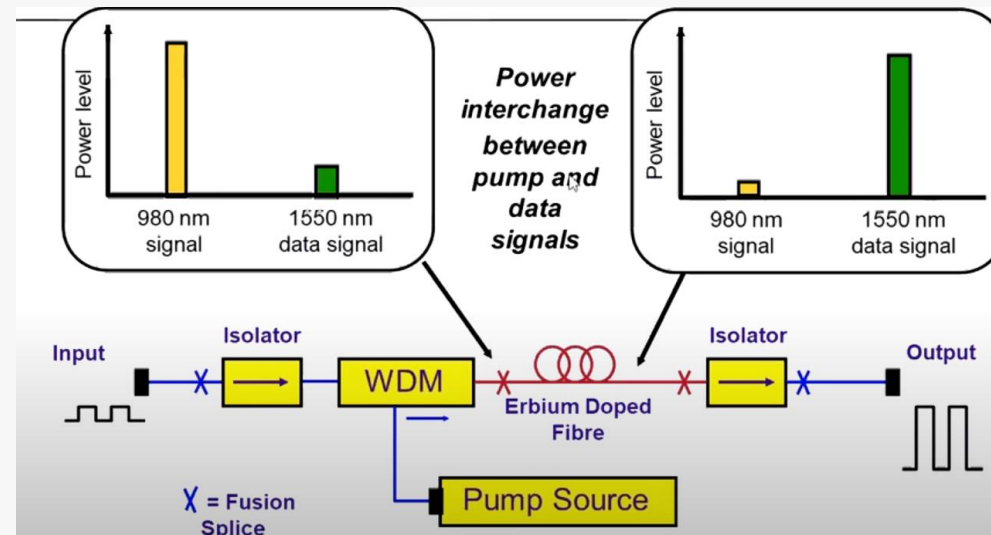 Power level
980 nm
signal
1550 nm
data signal
Power
interchange
between
pump and
data
signals
Power level
980 nm
signal
1550 nm
data signal
Input
Isolator
WDM
Erbium Doped
Fibre
Isolator
Output
X = Fusion
Splice
Pump Source